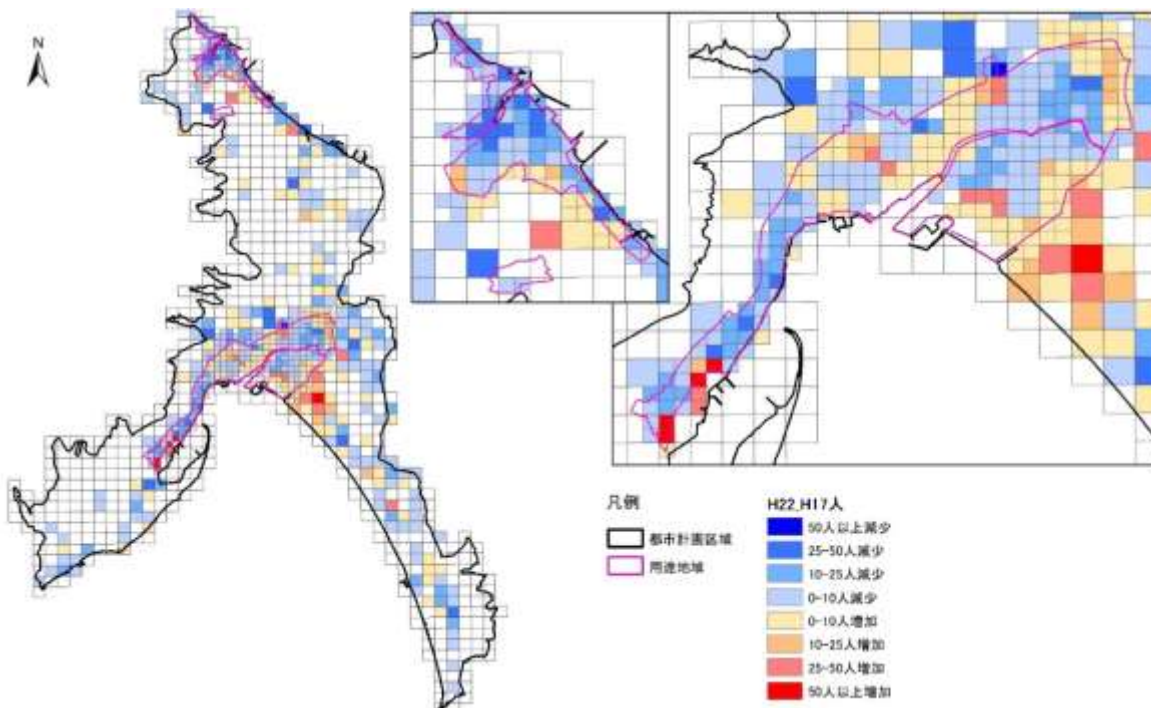 N
凡例
都市計画区域
用途地域
H22_H17人
50人以上減少
25-50人減少
10-25人減少
0-10人減少
0-10人増加
10-25人増加
25-50人増加
50人以上増加